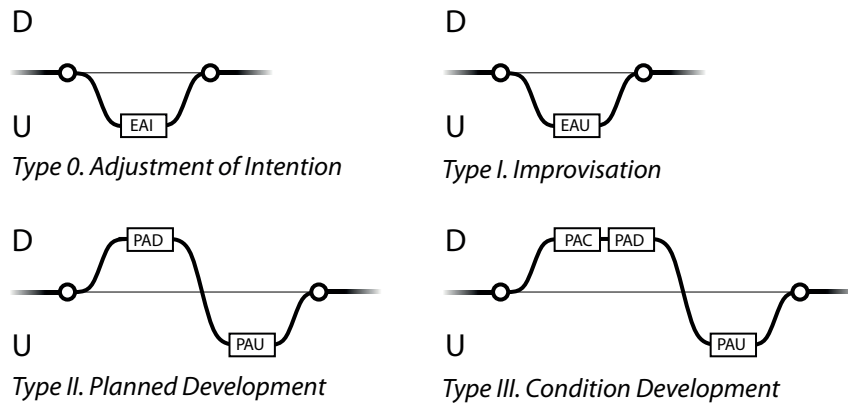 D
EAI
U
Type 0. Adjustment of Intention
D
EAU
U
Type I. Improvisation
D
PAD
U
PAU
Type II. Planned Development
D
PAC PAD
U
PAU
Type III. Condition Development